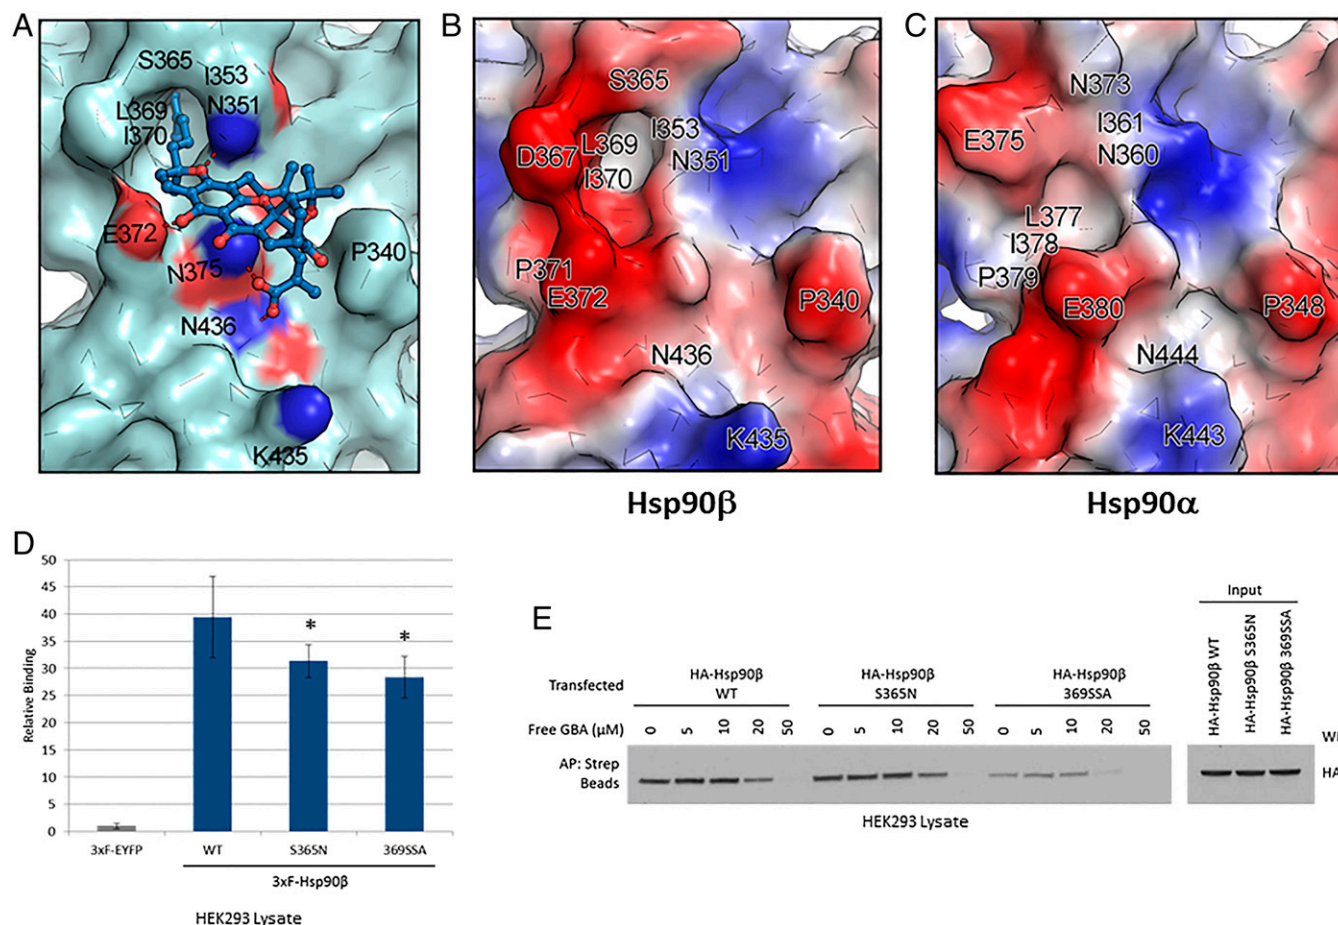 A
S365
I353
L369
N351
I370
E372
N375
P340
N436
K435
B
S365
D367
L369
I353
I370
N351
P371
E372
P340
N436
K435
Hsp90β
C
N373
E375
I361
N360
L377
I378
P379
E380
P348
N444
K443
Hsp90α
D
50
45
40
35
30
25
20
15
10
5
0
Relative Binding
*
*
3xF-EYFP
WT
S365N
369SSA
3xF-Hsp90β
HEK293 Lysate
E
Transfected
HA-Hsp90β
WT
HA-Hsp90β
S365N
HA-Hsp90β
369SSA
Free GBA (μM)
0 5 10 20 50
0 5 10 20 50
0 5 10 20 50
AP: Strep
Beads
HEK293 Lysate
Input
HA-Hsp90β WT
HA-Hsp90β S365N
HA-Hsp90β 369SSA
HA